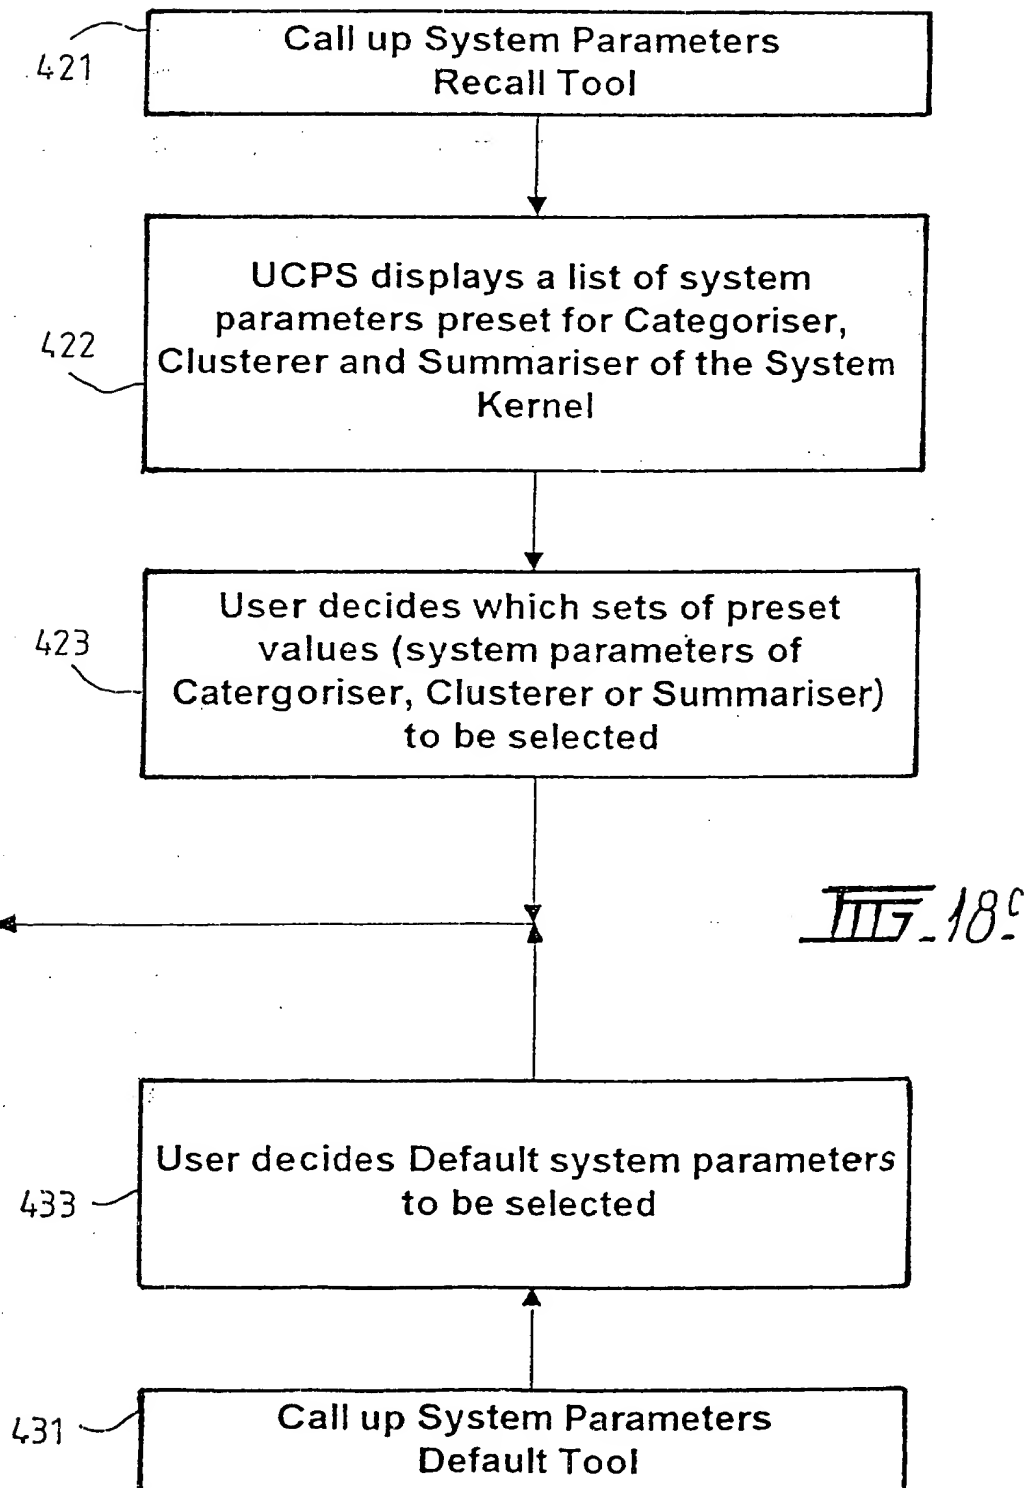 421
Call up System Parameters
Recall Tool
422
UCPS displays a list of system
parameters preset for Categoriser,
Clusterer and Summariser of the System
Kernel
423
User decides which sets of preset
values (system parameters of
Catergoriser, Clusterer or Summariser)
to be selected
FIG_18c
433
User decides Default system parameters
to be selected
431
Call up System Parameters
Default Tool